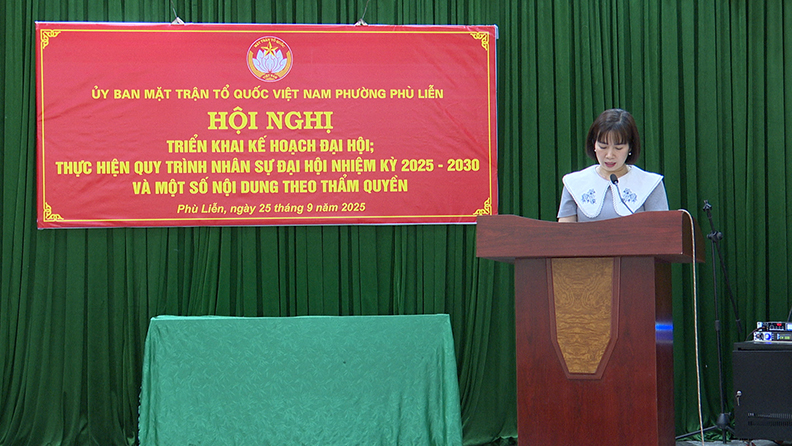 ỦY BAN MẶT TRẬN TỔ QUỐC VIỆT NAM PHƯỜNG PHÙ LIỄN
HỘI NGHỊ
TRIỂN KHAI KẾ HOẠCH ĐẠI HỘI;
THỰC HIỆN QUY TRÌNH NHÂN SỰ ĐẠI HỘI NHIỆM KỲ 2025 - 2030
VÀ MỘT SỐ NỘI DUNG THEO THẨM QUYỀN
Phù Liễn, ngày 25 tháng 9 năm 2025